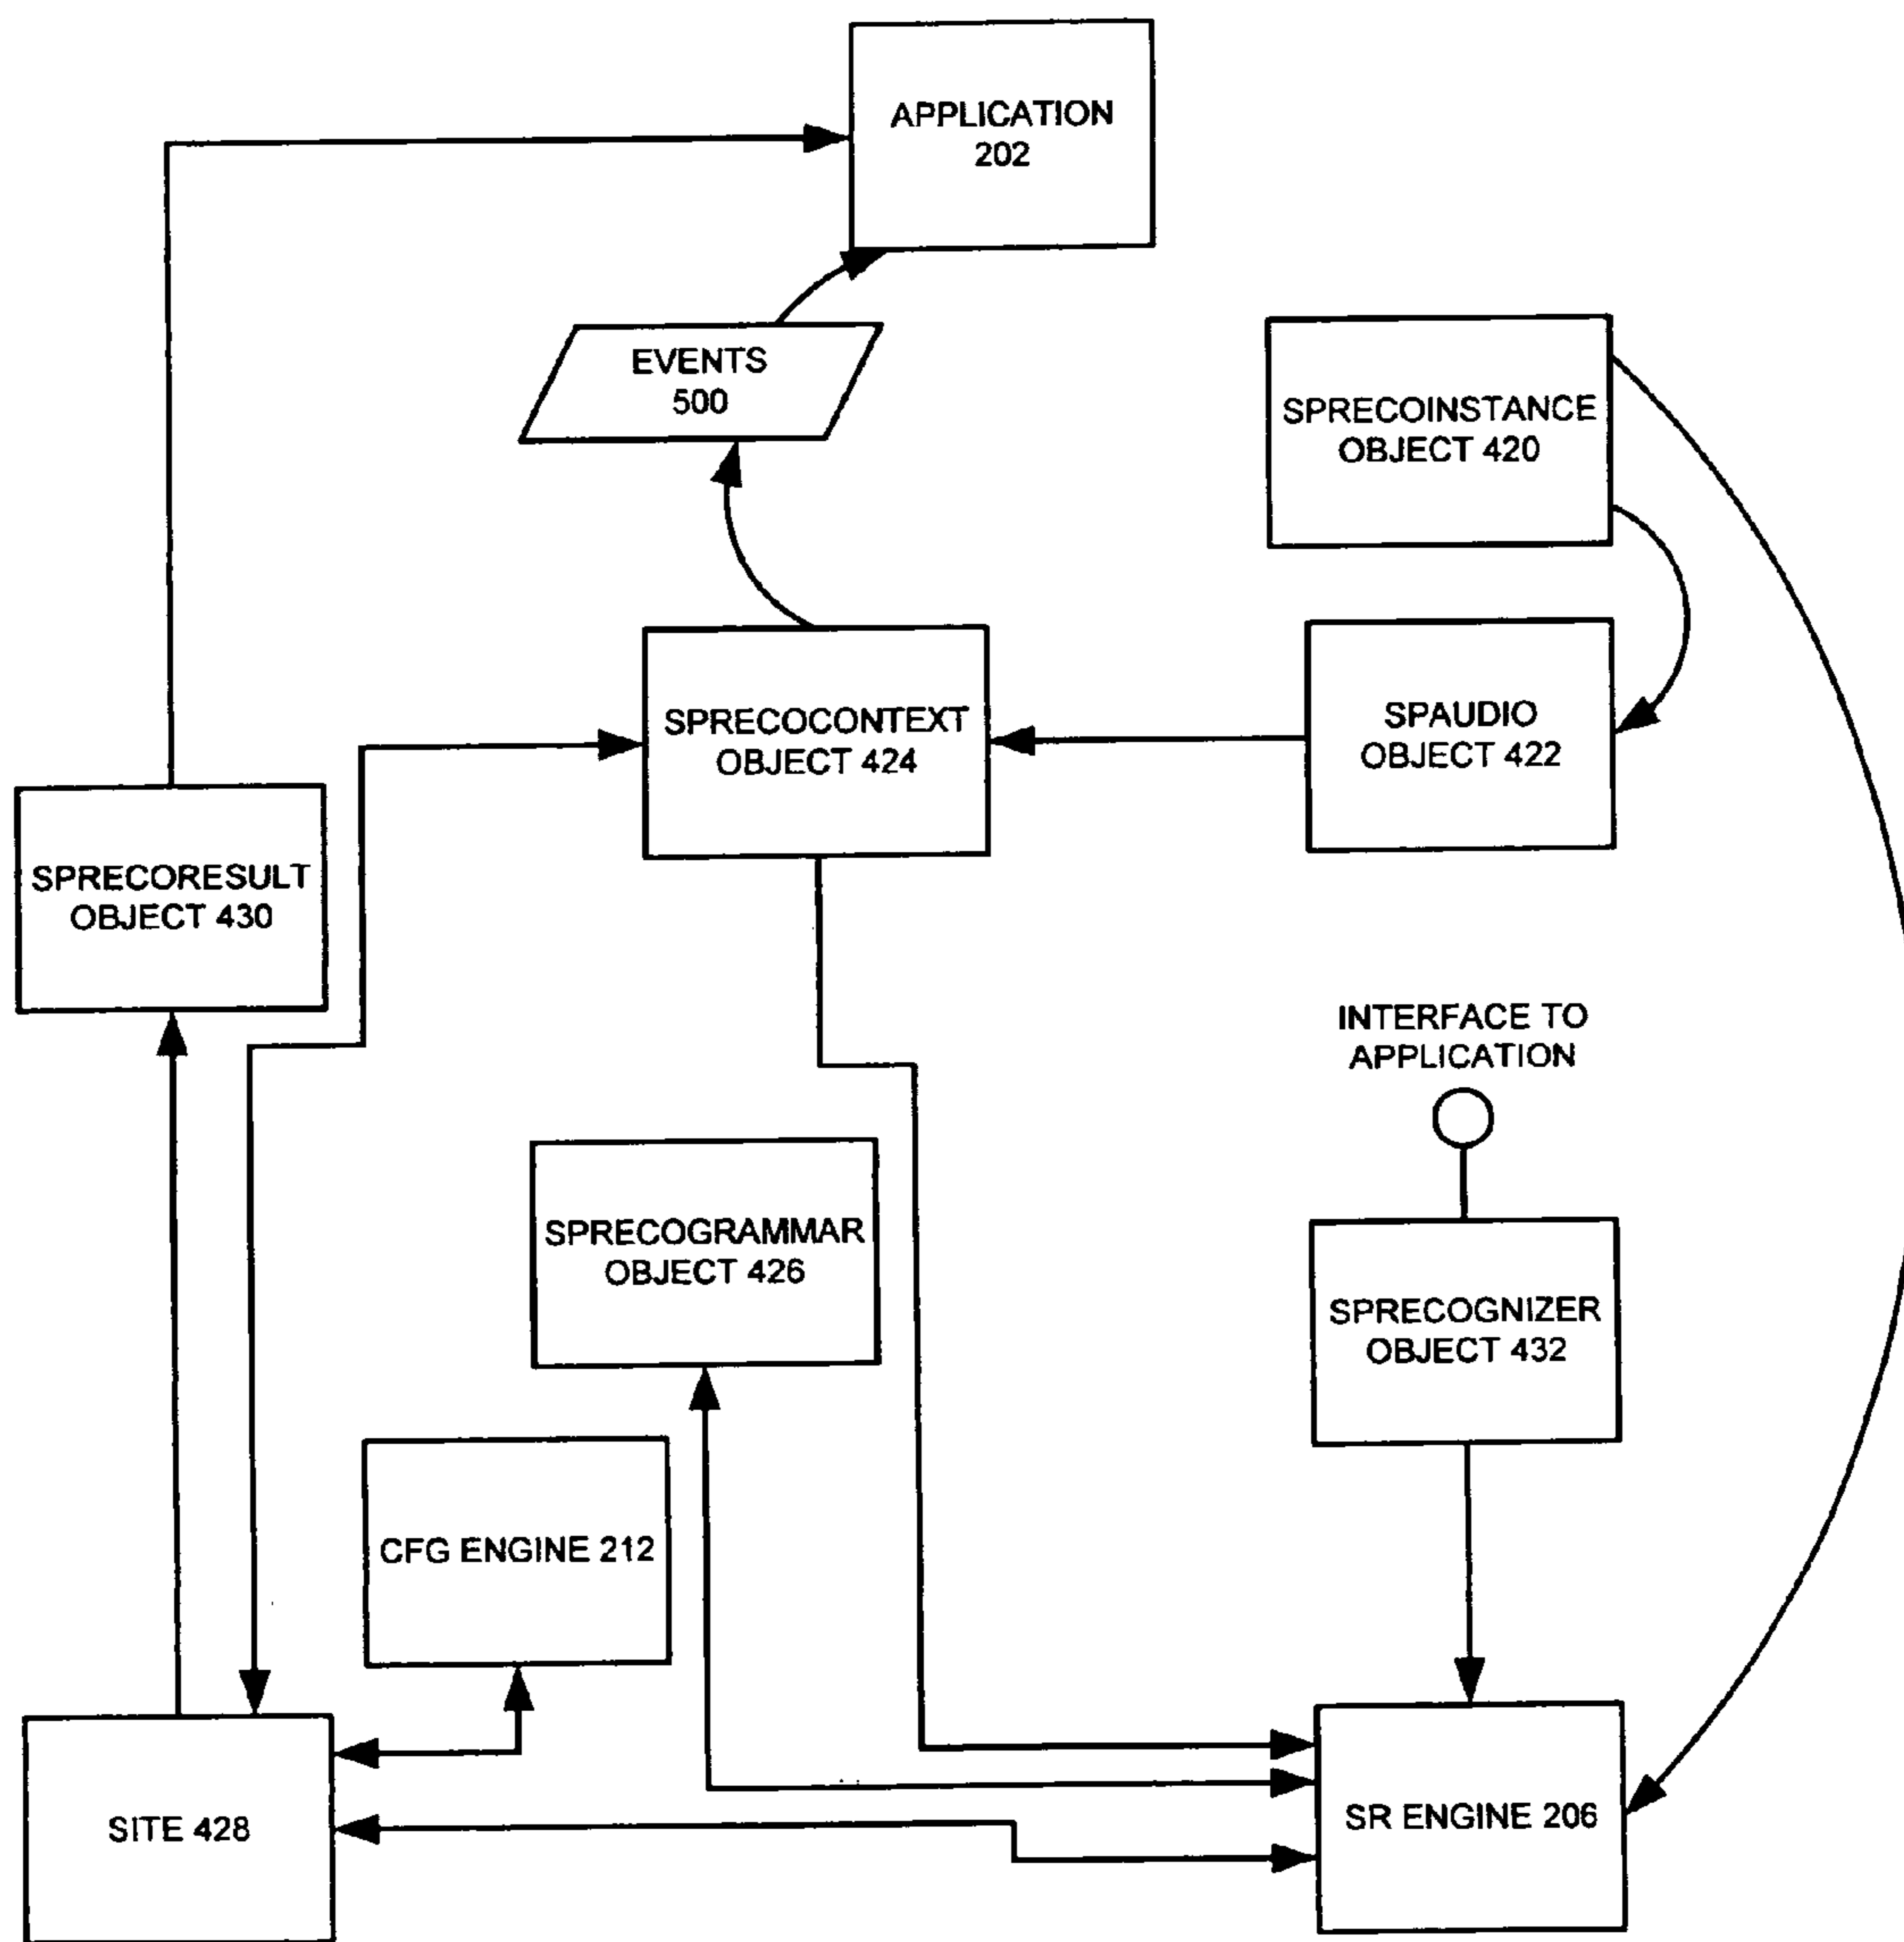 APPLICATION
202
EVENTS
500
SPRECOINSTANCE
OBJECT 420
SPRECOCONTEXT
OBJECT 424
SPAUDIO
OBJECT 422
SPRECORESULT
OBJECT 430
INTERFACE TO
APPLICATION
SPRECOGRAMMAR
OBJECT 426
SPRECOGNIZER
OBJECT 432
CFG ENGINE 212
SITE 428
SR ENGINE 206